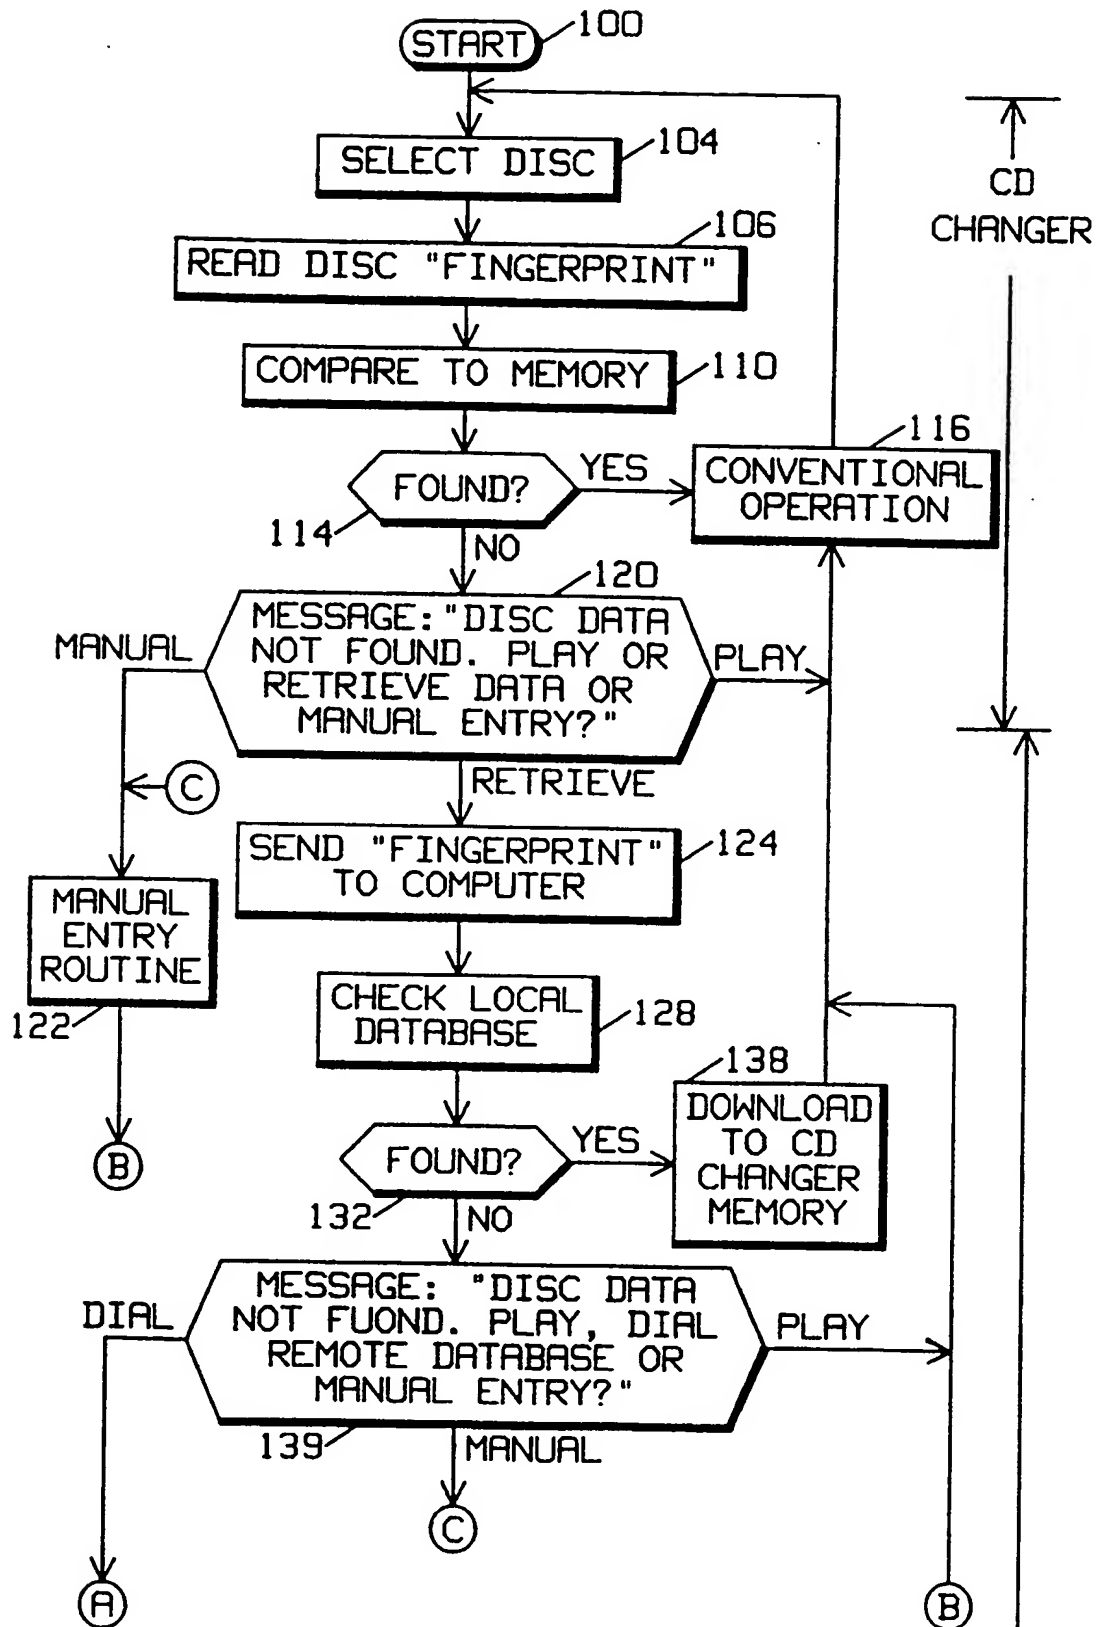 START
100
SELECT DISC
104
CD
CHANGER
READ DISC "FINGERPRINT"
106
COMPARE TO MEMORY
110
FOUND?
114
YES
NO
CONVENTIONAL
OPERATION
116
120
MESSAGE: "DISC DATA
NOT FOUND. PLAY OR
RETRIEVE DATA OR
MANUAL ENTRY?"
MANUAL
PLAY
RETRIEVE
C
SEND "FINGERPRINT"
TO COMPUTER
124
MANUAL
ENTRY
ROUTINE
122
B
CHECK LOCAL
DATABASE
128
FOUND?
132
YES
NO
138
DOWNLOAD
TO CD
CHANGER
MEMORY
MESSAGE: "DISC DATA
NOT FUOND. PLAY, DIAL
REMOTE DATABASE OR
MANUAL ENTRY?"
DIAL
PLAY
139
MANUAL
C
A
B